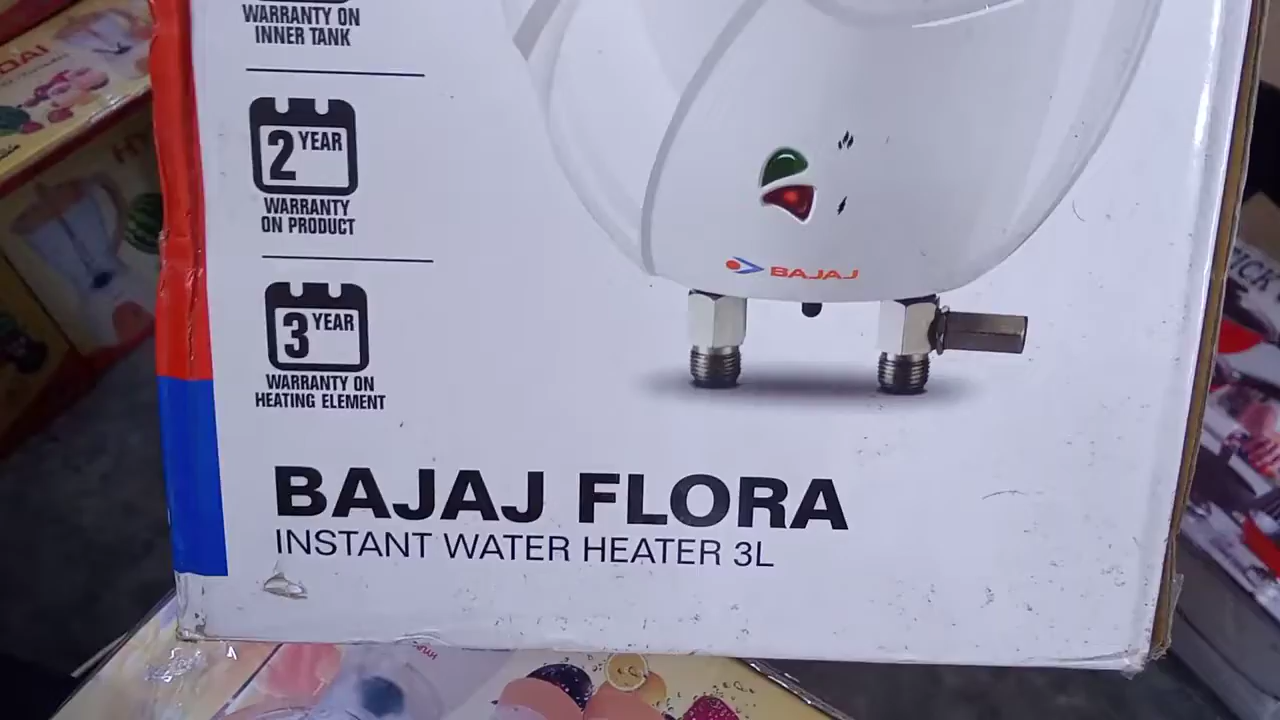 WARRANTY ON
INNER TANK
2 YEAR
WARRANTY
ON PRODUCT
3 YEAR
WARRANTY ON
HEATING ELEMENT
BAJAJ
BAJAJ FLORA
INSTANT WATER HEATER 3L